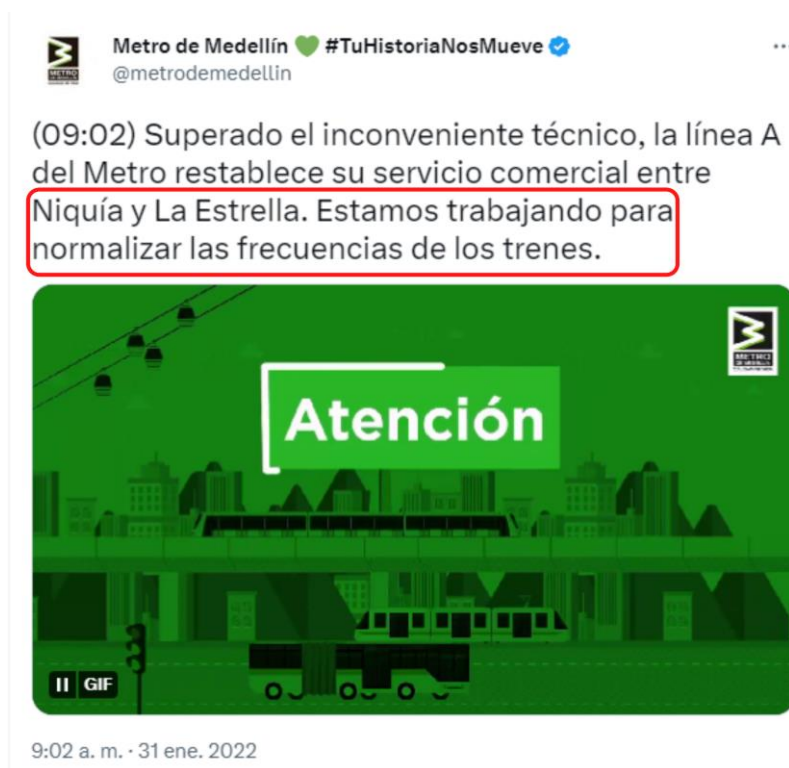 Metro de Medellín 💚 #TuHistoriaNosMueve
@metrodemedellin
(09:02) Superado el inconveniente técnico, la línea A
del Metro restablece su servicio comercial entre
Niquía y La Estrella. Estamos trabajando para
normalizar las frecuencias de los trenes.
METRO
Atención
GIF
9:02 a. m. · 31 ene. 2022